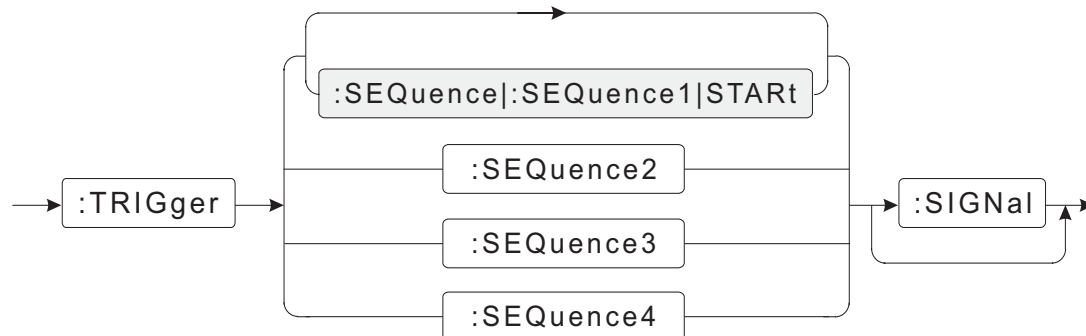 :SEQuence|:SEQuence1|STARt
:SEQuence2
:TRIGger
:SIGNal
:SEQuence3
:SEQuence4